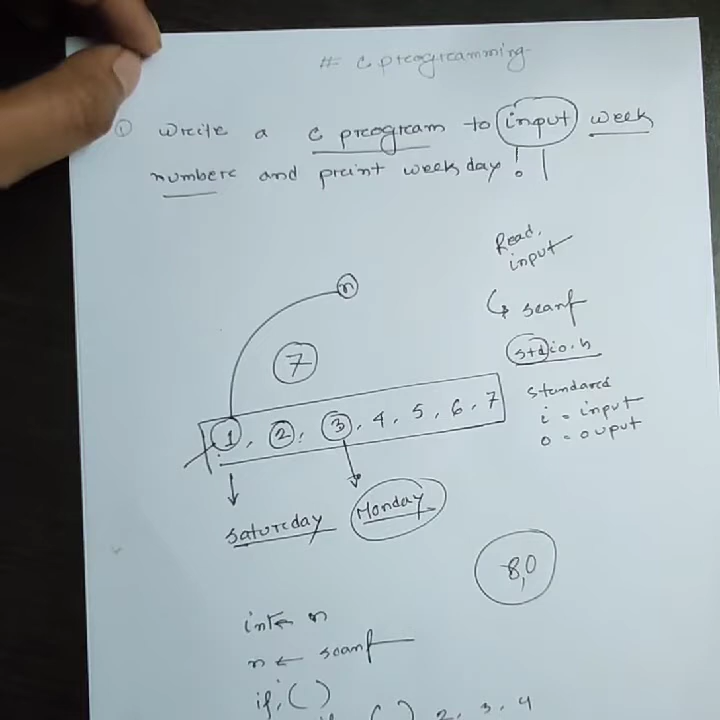 # C programming
① Write a C program to input week
number and print week day!
Read
input
n
↳ scanf
7
stdio.h
standard
i = input
o = ouput
1, 2, 3, 4, 5, 6, 7
Saturday Monday
8,0
int n
n ← scanf
if ( )
( ) 2, 3, 4